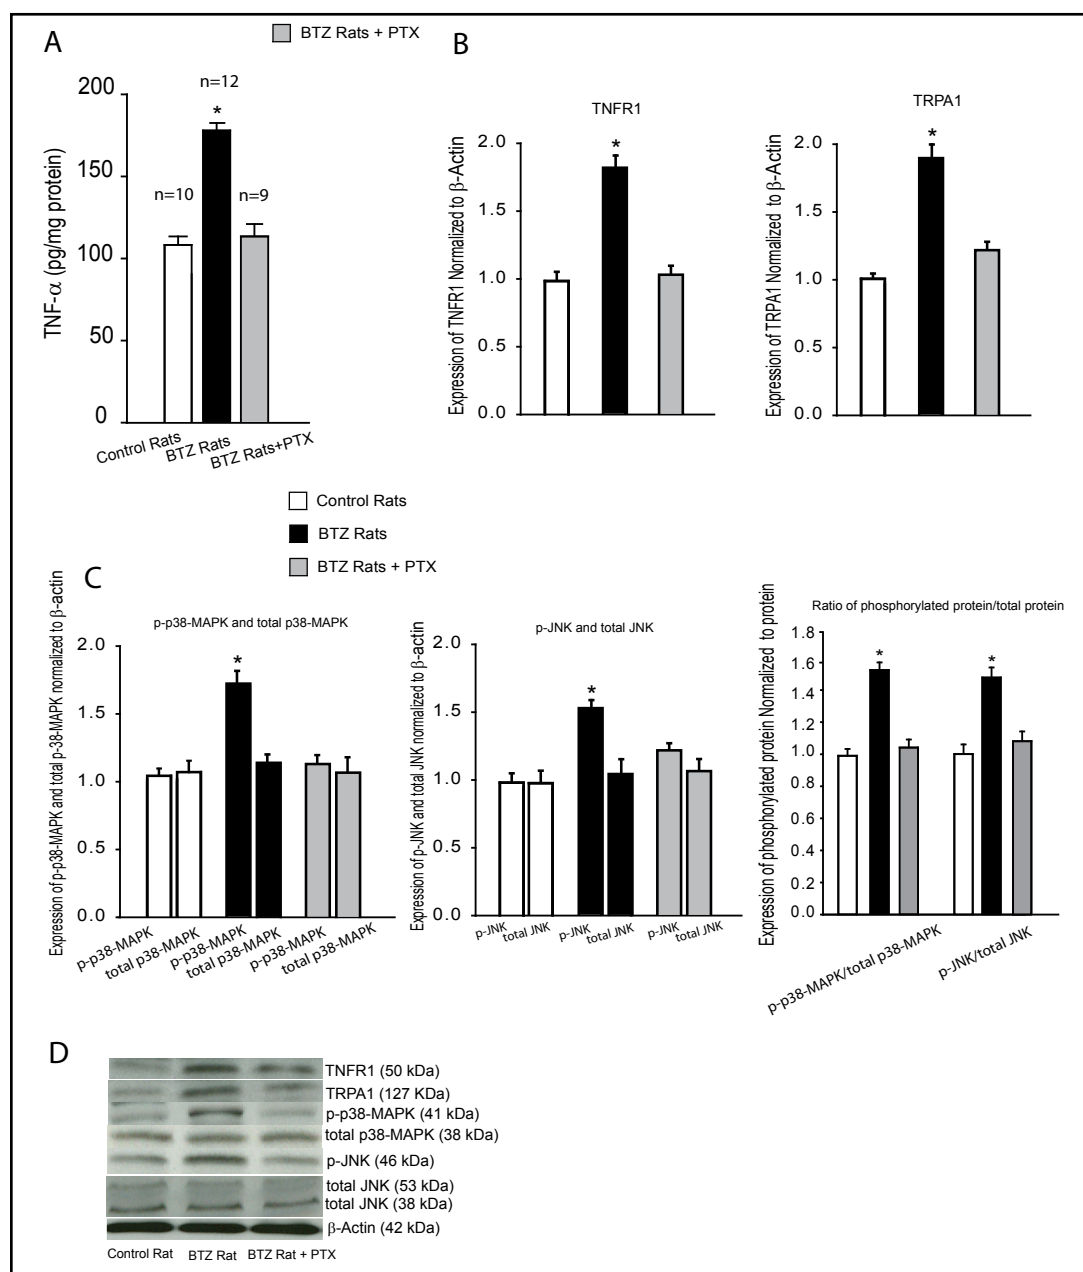 A
BTZ Rats + PTX
B
n=12
200
*
150
n=10
n=9
100
50
0
TNF-α (pg/mg protein)
Control Rats
BTZ Rats
BTZ Rats+PTX
TNFR1
2.0
*
1.5
1.0
0.5
0.0
Expression of TNFR1 Normalized to β-Actin
TRPA1
2.0
*
1.5
1.0
0.5
0.0
Expression of TRPA1 Normalized to β-Actin
Control Rats
BTZ Rats
BTZ Rats + PTX
C
p-p38-MAPK and total p38-MAPK
2.0
*
1.5
1.0
0.5
0.0
Expression of p-p38-MAPK and total p-38-MAPK normalized to β-actin
p-p38-MAPK
total p38-MAPK
p-p38-MAPK
total p38-MAPK
p-p38-MAPK
total p38-MAPK
p-JNK and total JNK
2.0
*
1.5
1.0
0.5
0.0
Expression of p-JNK and total JNK normalized to β-actin
p-JNK
total JNK
p-JNK
total JNK
p-JNK
total JNK
Ratio of phosphorylated protein/total protein
1.8
1.6
* *
1.4
1.2
1.0
0.8
0.6
0.4
0.2
0.0
Expression of phosphorylated protein Normalized to protein
p-p38-MAPK/total p38-MAPK
p-JNK/total JNK
D
TNFR1 (50 kDa)
TRPA1 (127 KDa)
p-p38-MAPK (41 kDa)
total p38-MAPK (38 kDa)
p-JNK (46 kDa)
total JNK (53 kDa)
total JNK (38 kDa)
β-Actin (42 kDa)
Control Rat BTZ Rat BTZ Rat + PTX